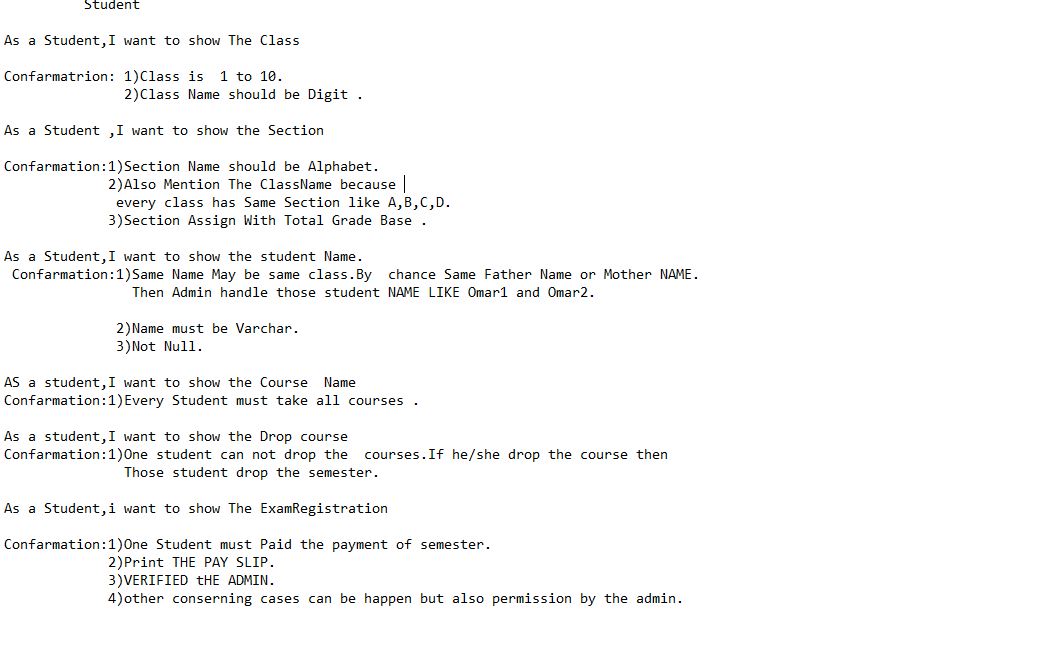 Student
As a Student,I want to show The Class
Confarmatrion: 1)Class is  1 to 10.
2)Class Name should be Digit .
As a Student ,I want to show the Section
Confarmation:1)Section Name should be Alphabet.
2)Also Mention The ClassName because
every class has Same Section like A,B,C,D.
3)Section Assign With Total Grade Base .
As a Student,I want to show the student Name.
Confarmation:1)Same Name May be same class.By  chance Same Father Name or Mother NAME.
Then Admin handle those student NAME LIKE Omar1 and Omar2.
2)Name must be Varchar.
3)Not Null.
AS a student,I want to show the Course  Name
Confarmation:1)Every Student must take all courses .
As a student,I want to show the Drop course
Confarmation:1)One student can not drop the  courses.If he/she drop the course then
Those student drop the semester.
As a Student,i want to show The ExamRegistration
Confarmation:1)One Student must Paid the payment of semester.
2)Print THE PAY SLIP.
3)VERIFIED tHE ADMIN.
4)other conserning cases can be happen but also permission by the admin.